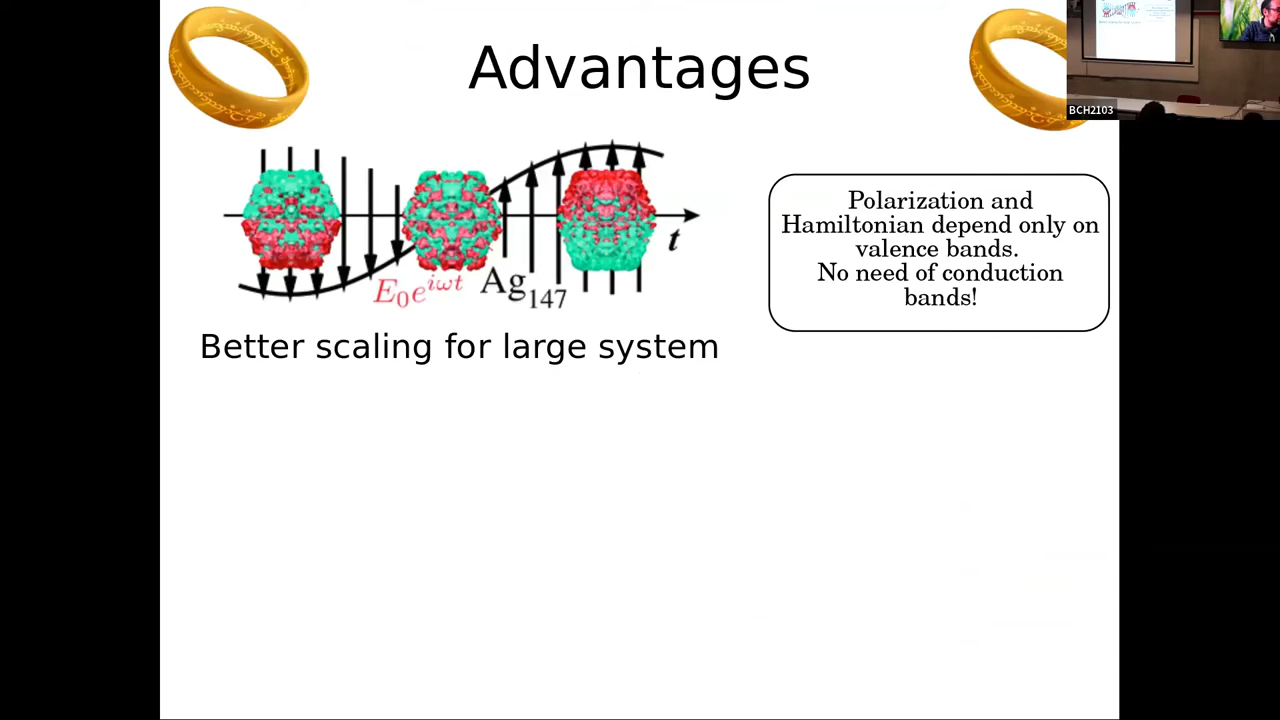 Advantages
BCH2103
t
E₀e^{iωt}
Ag₁₄₇
Polarization and
Hamiltonian depend only on
valence bands.
No need of conduction
bands!
Better scaling for large system